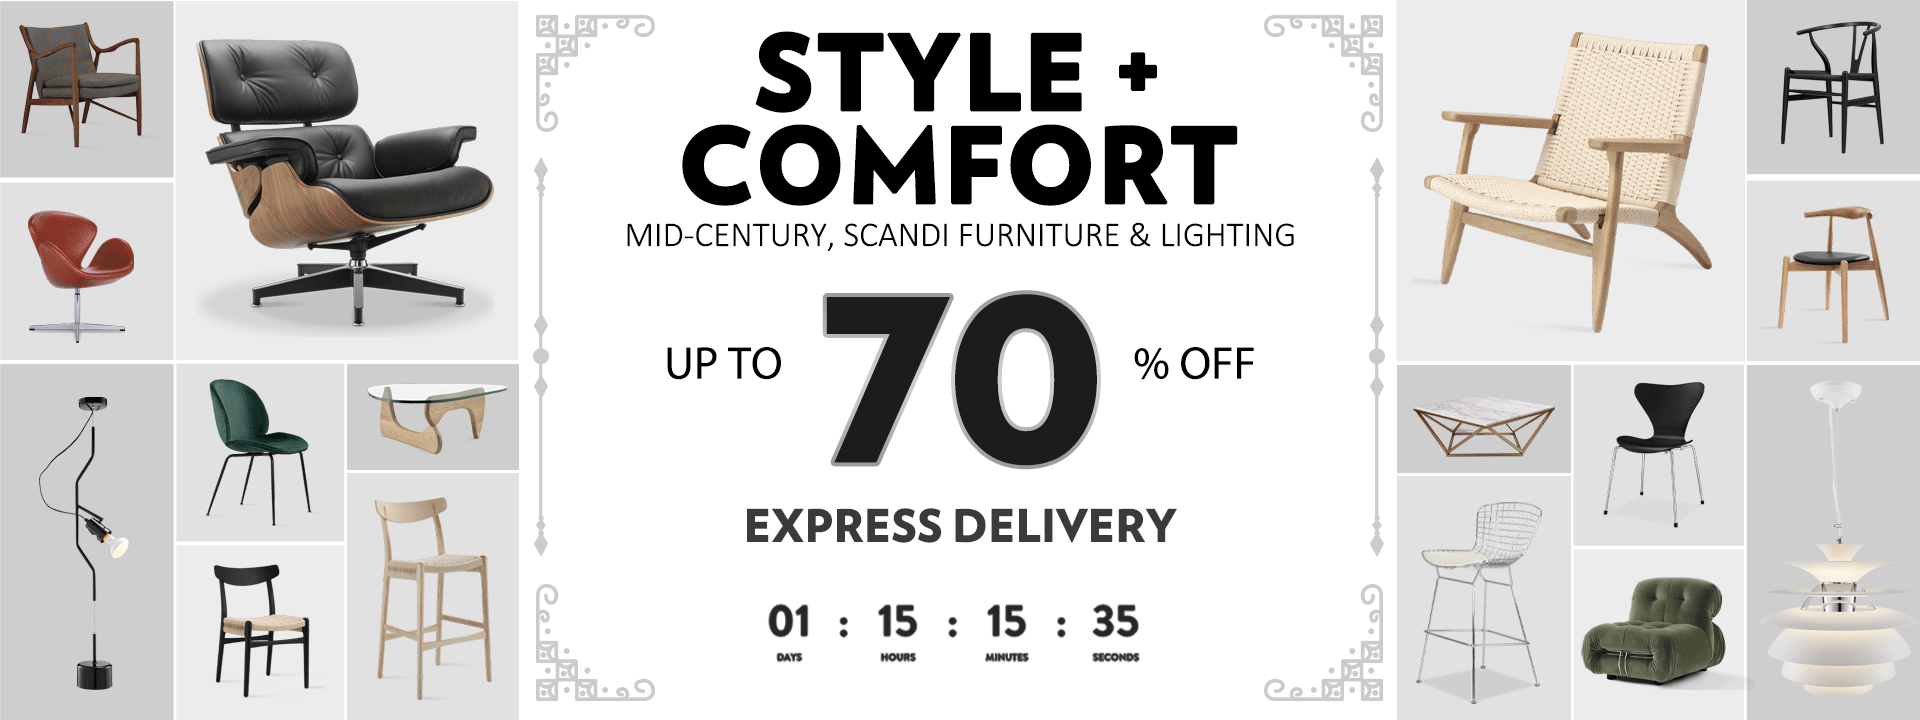 STYLE +
COMFORT
MID-CENTURY, SCANDI FURNITURE & LIGHTING
UP TO 70 % OFF
EXPRESS DELIVERY
01 : 15 : 15 : 35
DAYS HOURS MINUTES SECONDS